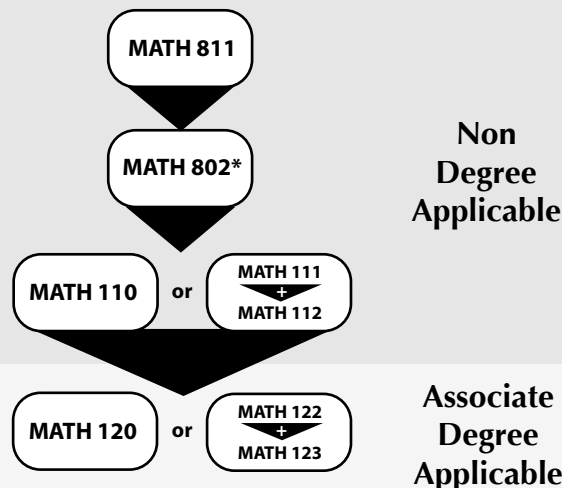 MATH 811
MATH 802*
Non
Degree
Applicable
MATH 110
or
MATH 111
+
MATH 112
MATH 120
or
MATH 122
+
MATH 123
Associate
Degree
Applicable